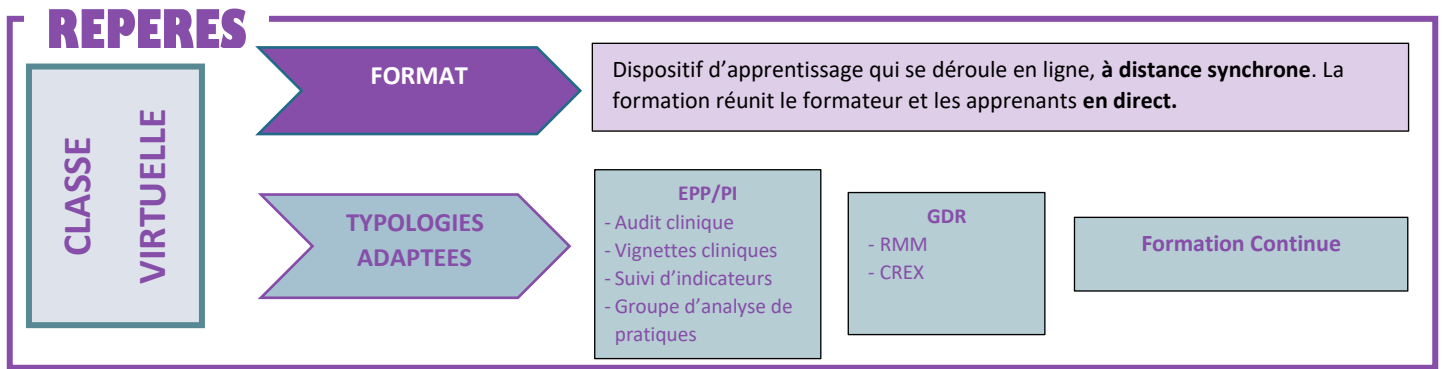 REPERES
CLASSE
VIRTUELLE
FORMAT
Dispositif d’apprentissage qui se déroule en ligne, à distance synchrone. La
formation réunit le formateur et les apprenants en direct.
TYPOLOGIES
ADAPTEES
EPP/PI
- Audit clinique
- Vignettes cliniques
- Suivi d’indicateurs
- Groupe d’analyse de
pratiques
GDR
- RMM
- CREX
Formation Continue